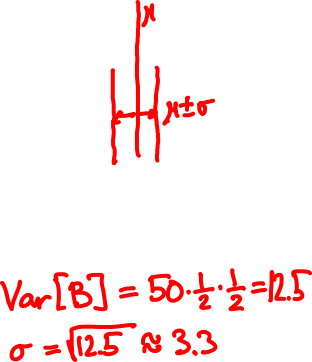 μ
μ±σ
Var[B] = 50·1/2·1/2=12.5
σ = √12.5 ≈ 3.3